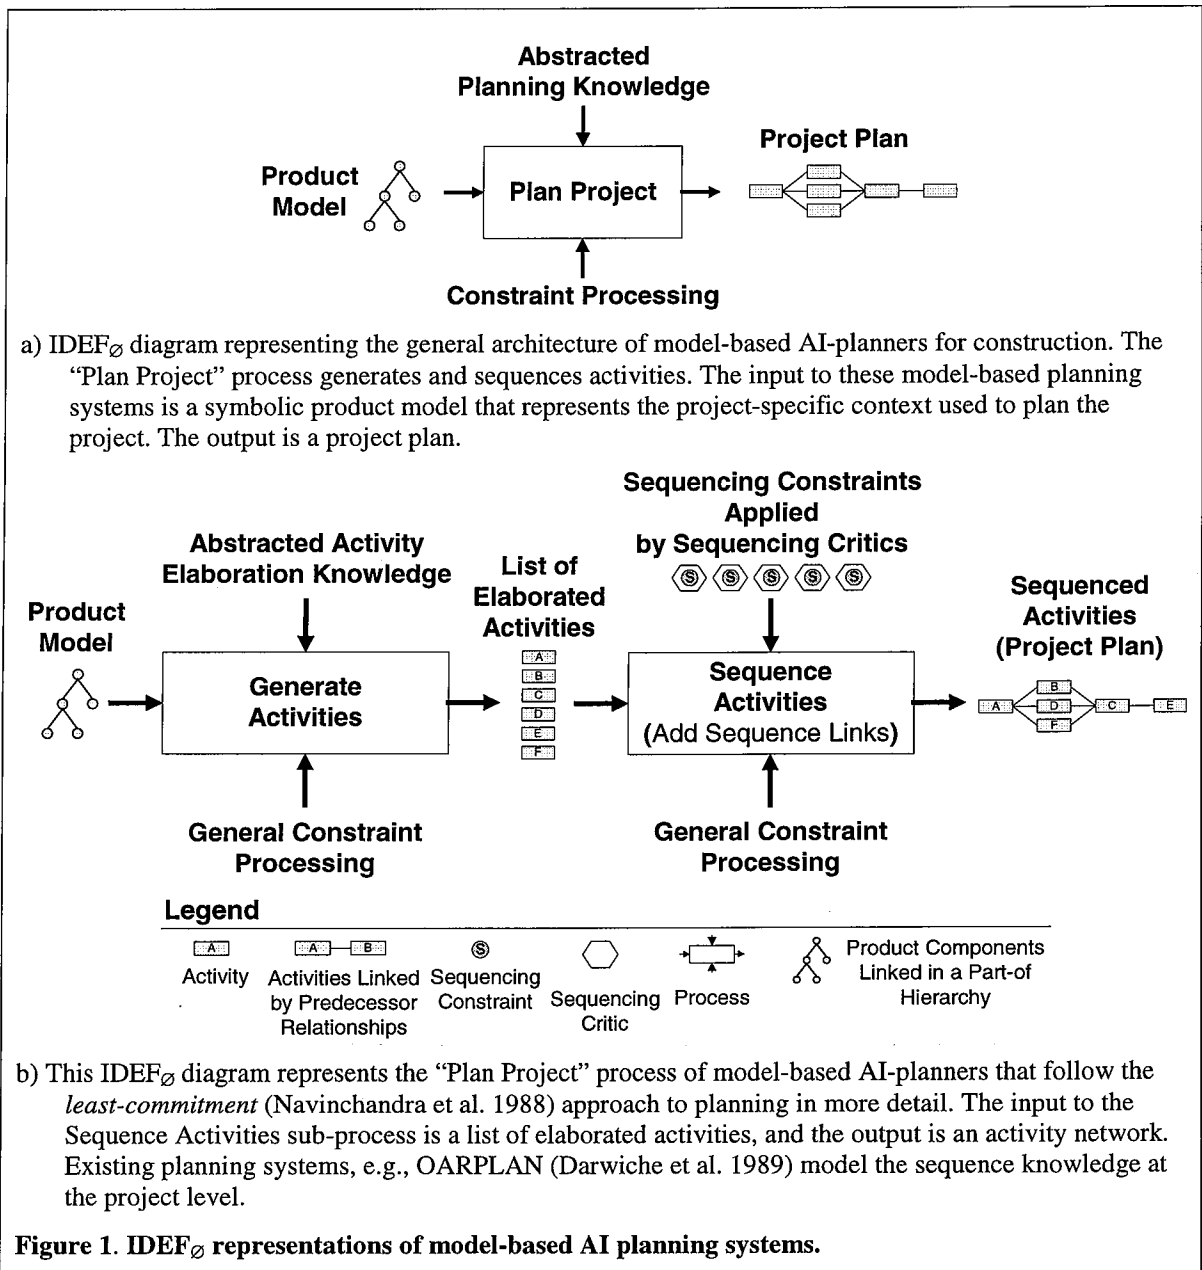 Abstracted
Planning Knowledge
Product
Model
Plan Project
Project Plan
Constraint Processing
a) IDEF∅ diagram representing the general architecture of model-based AI-planners for construction. The
“Plan Project” process generates and sequences activities. The input to these model-based planning
systems is a symbolic product model that represents the project-specific context used to plan the
project. The output is a project plan.
Sequencing Constraints
Applied
by Sequencing Critics
S S S S S
Abstracted Activity
Elaboration Knowledge
List of
Elaborated
Activities
Product
Model
Generate
Activities
A
B
C
D
E
F
Sequence
Activities
(Add Sequence Links)
Sequenced
Activities
(Project Plan)
B
A D C E
F
General Constraint
Processing
General Constraint
Processing
Legend
A
Activity
A B
Activities Linked
by Predecessor
Relationships
S
Sequencing
Constraint
Sequencing
Critic
Process
Product Components
Linked in a Part-of
Hierarchy
b) This IDEF∅ diagram represents the “Plan Project” process of model-based AI-planners that follow the
least-commitment (Navinchandra et al. 1988) approach to planning in more detail. The input to the
Sequence Activities sub-process is a list of elaborated activities, and the output is an activity network.
Existing planning systems, e.g., OARPLAN (Darwiche et al. 1989) model the sequence knowledge at
the project level.
Figure 1. IDEF∅ representations of model-based AI planning systems.